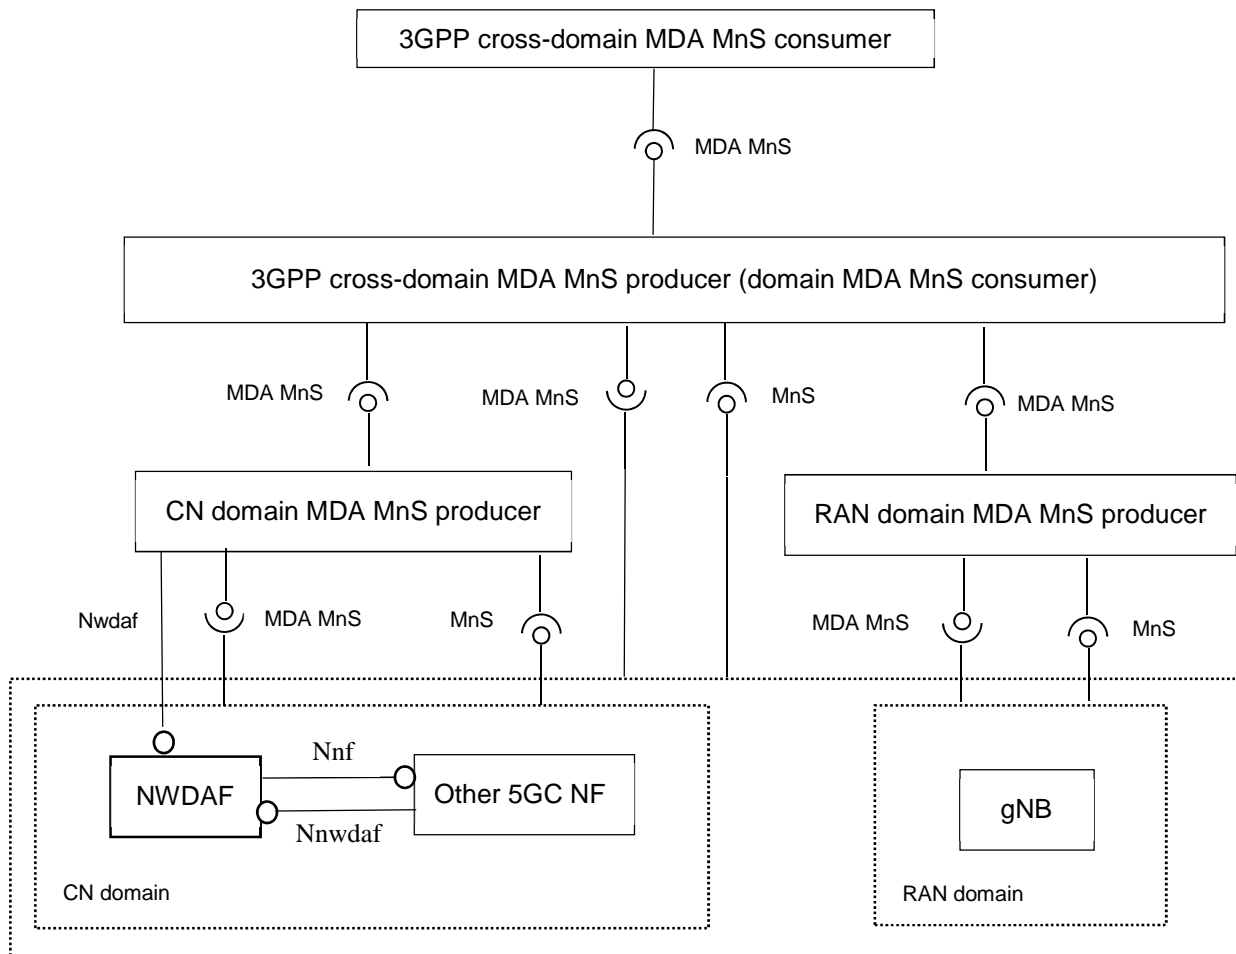 3GPP cross-domain MDA MnS consumer
MDA MnS
3GPP cross-domain MDA MnS producer (domain MDA MnS consumer)
MDA MnS
MDA MnS
MnS
MDA MnS
CN domain MDA MnS producer
RAN domain MDA MnS producer
Nwdaf
MDA MnS
MnS
MDA MnS
MnS
Nnf
NWDAF
Other 5GC NF
gNB
Nnwdaf
CN domain
RAN domain